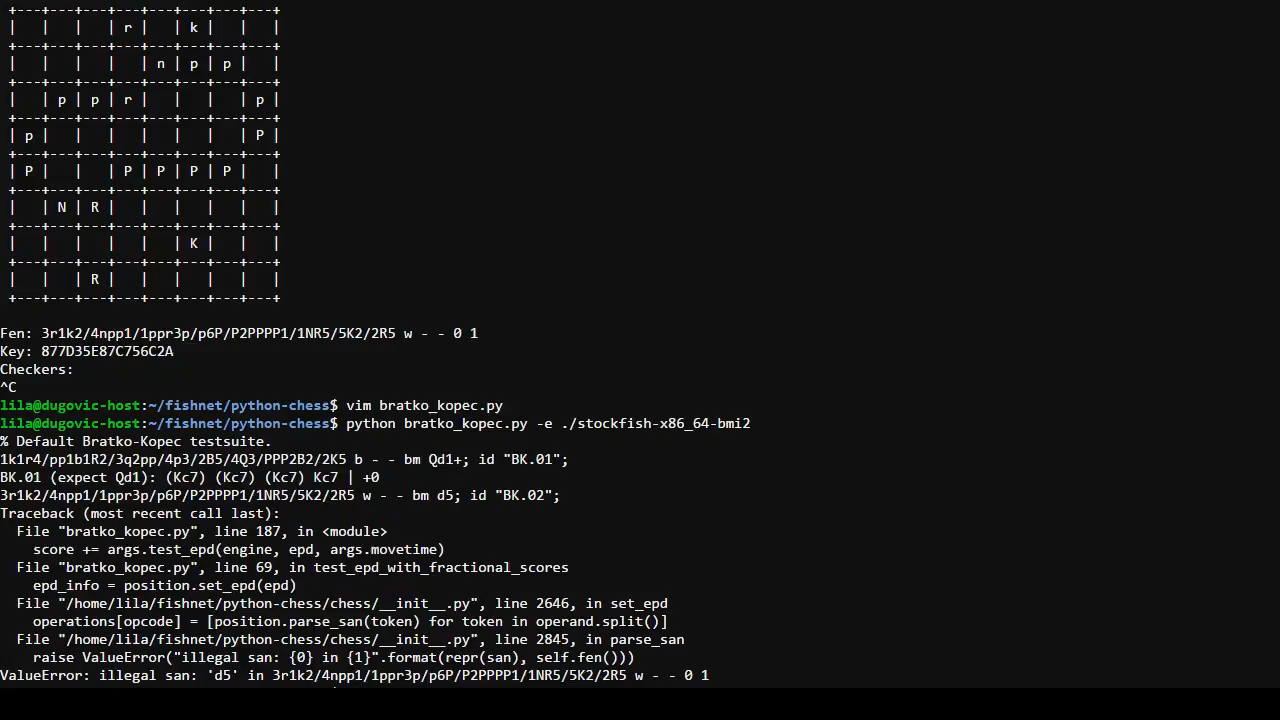 +---+---+---+---+---+---+---+---+
|   |   |   | r |   | k |   |   |
+---+---+---+---+---+---+---+---+
|   |   |   |   | n | p | p |   |
+---+---+---+---+---+---+---+---+
|   | p | p | r |   |   |   | p |
+---+---+---+---+---+---+---+---+
| p |   |   |   |   |   |   | P |
+---+---+---+---+---+---+---+---+
| P |   |   | P | P | P | P |   |
+---+---+---+---+---+---+---+---+
|   | N | R |   |   |   |   |   |
+---+---+---+---+---+---+---+---+
|   |   |   |   |   | K |   |   |
+---+---+---+---+---+---+---+---+
|   |   | R |   |   |   |   |   |
+---+---+---+---+---+---+---+---+
Fen: 3r1k2/4npp1/1ppr3p/p6P/P2PPPP1/1NR5/5K2/2R5 w - - 0 1
Key: 877D35E87C756C2A
Checkers:
^C
lila@dugovic-host:~/fishnet/python-chess$ vim bratko_kopec.py
lila@dugovic-host:~/fishnet/python-chess$ python bratko_kopec.py -e ./stockfish-x86_64-bmi2
% Default Bratko-Kopec testsuite.
1k1r4/pp1b1R2/3q2pp/4p3/2B5/4Q3/PPP2B2/2K5 b - - bm Qd1+; id "BK.01";
BK.01 (expect Qd1): (Kc7) (Kc7) (Kc7) Kc7 | +0
3r1k2/4npp1/1ppr3p/p6P/P2PPPP1/1NR5/5K2/2R5 w - - bm d5; id "BK.02";
Traceback (most recent call last):
  File "bratko_kopec.py", line 187, in <module>
    score += args.test_epd(engine, epd, args.movetime)
  File "bratko_kopec.py", line 69, in test_epd_with_fractional_scores
    epd_info = position.set_epd(epd)
  File "/home/lila/fishnet/python-chess/chess/__init__.py", line 2646, in set_epd
    operations[opcode] = [position.parse_san(token) for token in operand.split()]
  File "/home/lila/fishnet/python-chess/chess/__init__.py", line 2845, in parse_san
    raise ValueError("illegal san: {0} in {1}".format(repr(san), self.fen()))
ValueError: illegal san: 'd5' in 3r1k2/4npp1/1ppr3p/p6P/P2PPPP1/1NR5/5K2/2R5 w - - 0 1